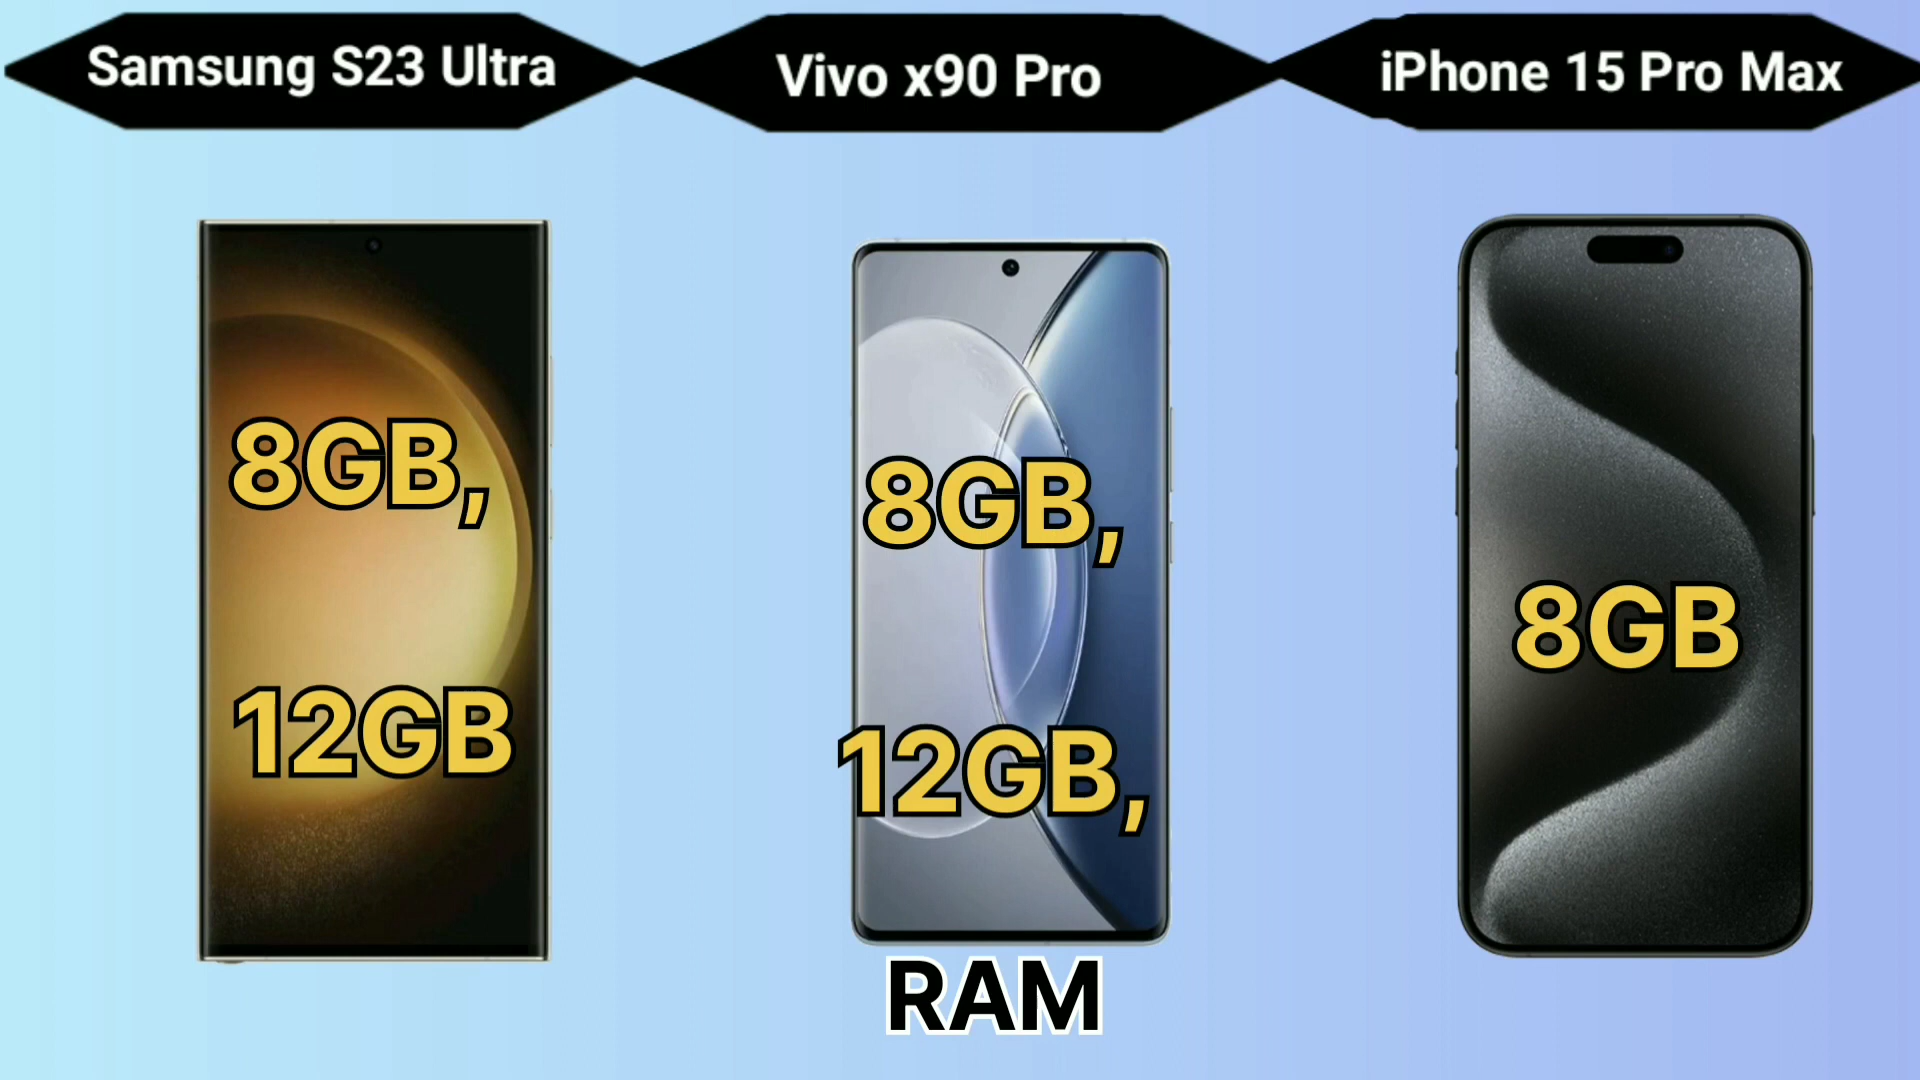 Samsung S23 Ultra
Vivo x90 Pro
iPhone 15 Pro Max
8GB,
12GB
8GB,
12GB,
8GB
RAM